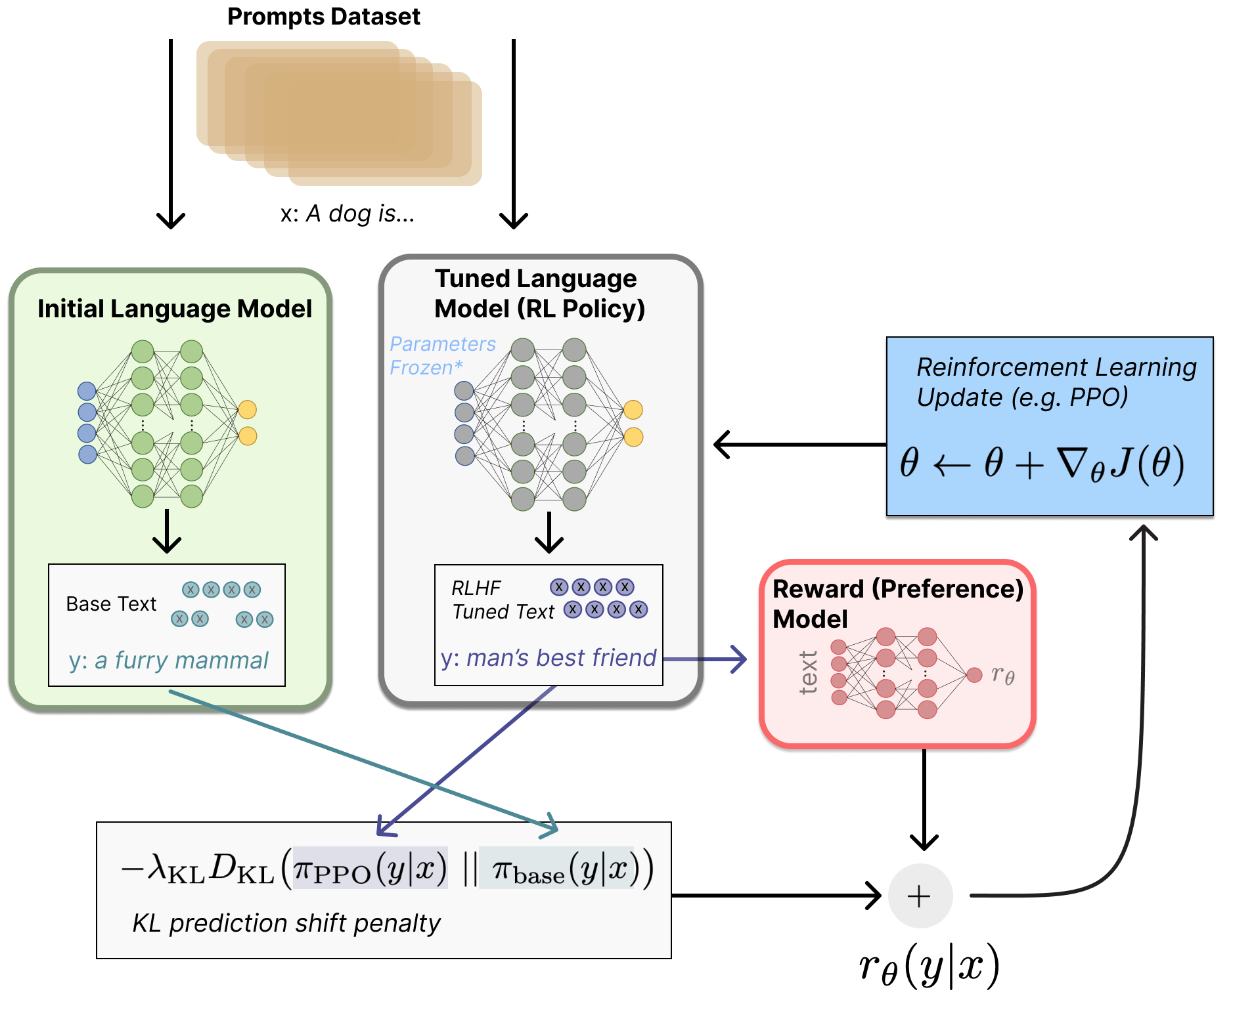 Prompts Dataset
x: A dog is...
Initial Language Model
Base Text
x x x x
x x x x
y: a furry mammal
Tuned Language
Model (RL Policy)
Parameters
Frozen*
RLHF
Tuned Text
x x x x
x x x x
y: man's best friend
Reinforcement Learning
Update (e.g. PPO)
θ ← θ + ∇θJ(θ)
Reward (Preference)
Model
text
rθ
−λKL DKL(πPPO(y|x) || πbase(y|x))
KL prediction shift penalty
+
rθ(y|x)